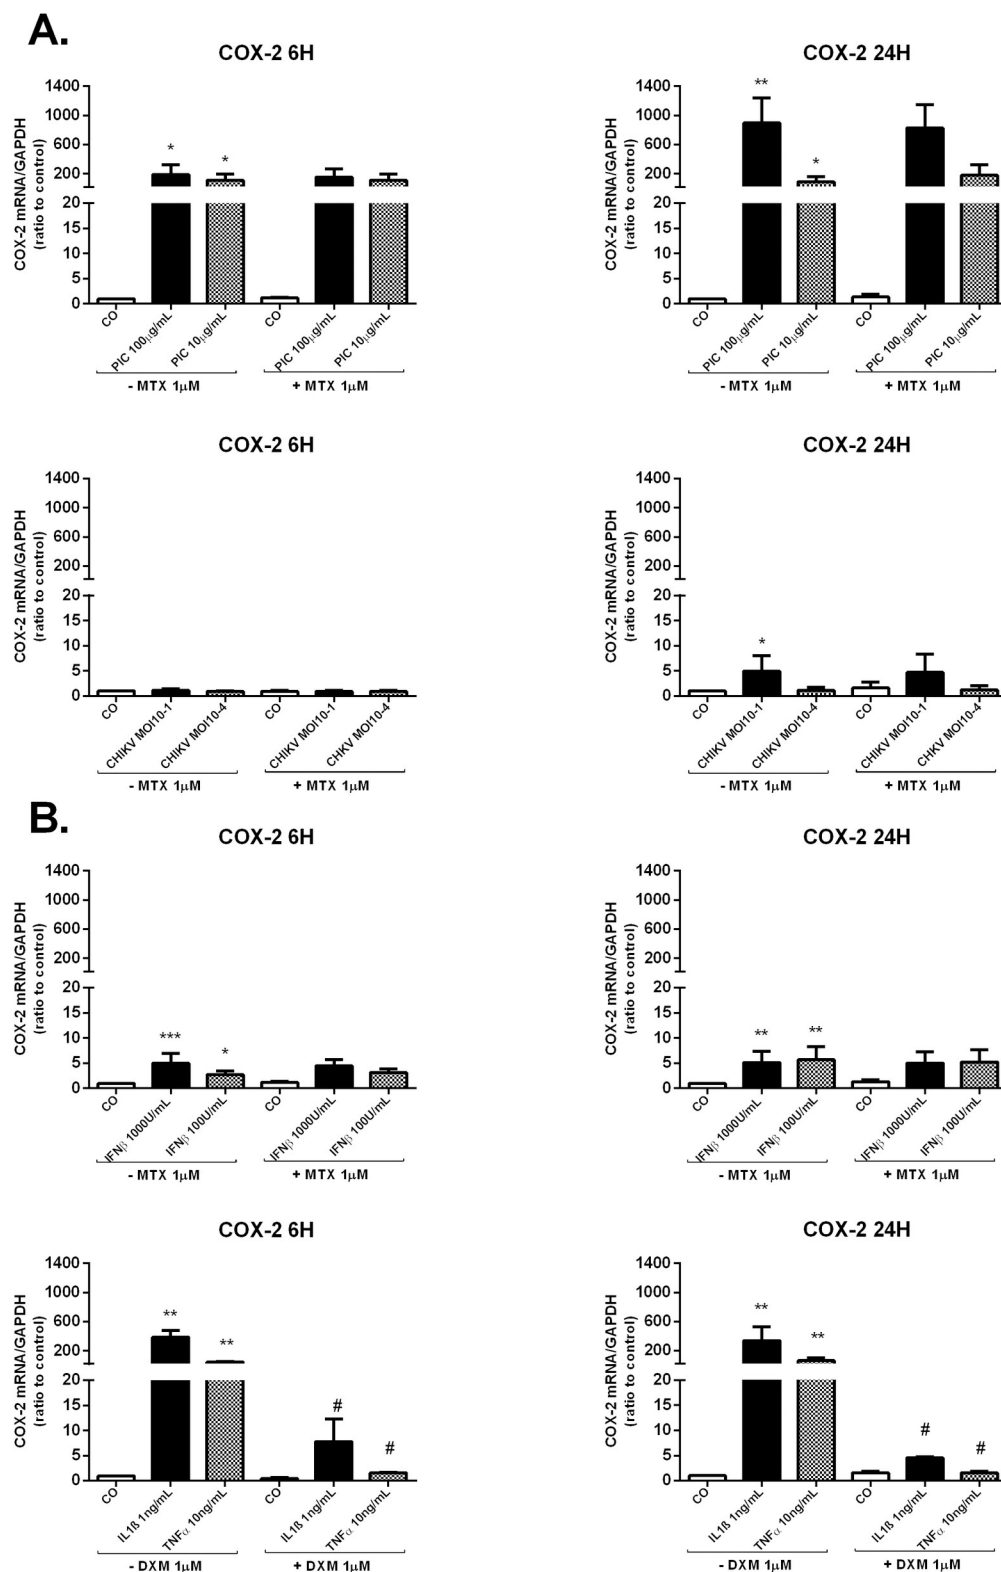 A.
COX-2 6H
COX-2 mRNA/GAPDH
(ratio to control)
1400
1000
600
200
20
15
10
5
0
*
*
CO
PIC 100µg/mL
PIC 10µg/mL
CO
PIC 100µg/mL
PIC 10µg/mL
- MTX 1µM
+ MTX 1µM
COX-2 24H
COX-2 mRNA/GAPDH
(ratio to control)
1400
1000
600
200
20
15
10
5
0
**
*
CO
PIC 100µg/mL
PIC 10µg/mL
CO
PIC 100µg/mL
PIC 10µg/mL
- MTX 1µM
+ MTX 1µM
COX-2 6H
COX-2 mRNA/GAPDH
(ratio to control)
1400
1000
600
200
20
15
10
5
0
CO
CHIKV MOI10-1
CHIKV MOI10-4
CO
CHIKV MOI10-1
CHIKV MOI10-4
- MTX 1µM
+ MTX 1µM
COX-2 24H
COX-2 mRNA/GAPDH
(ratio to control)
1400
1000
600
200
20
15
10
5
0
*
CO
CHIKV MOI10-1
CHIKV MOI10-4
CO
CHIKV MOI10-1
CHIKV MOI10-4
- MTX 1µM
+ MTX 1µM
B.
COX-2 6H
COX-2 mRNA/GAPDH
(ratio to control)
1400
1000
600
200
20
15
10
5
0
***
*
CO
IFNβ 1000U/mL
IFNβ 100U/mL
CO
IFNβ 1000U/mL
IFNβ 100U/mL
- MTX 1µM
+ MTX 1µM
COX-2 24H
COX-2 mRNA/GAPDH
(ratio to control)
1400
1000
600
200
20
15
10
5
0
**
**
CO
IFNβ 1000U/mL
IFNβ 100U/mL
CO
IFNβ 1000U/mL
IFNβ 100U/mL
- MTX 1µM
+ MTX 1µM
COX-2 6H
COX-2 mRNA/GAPDH
(ratio to control)
1400
1000
600
200
20
15
10
5
0
**
**
#
#
CO
IL1ß 1ng/mL
TNFα 10ng/mL
CO
IL1ß 1ng/mL
TNFα 10ng/mL
- DXM 1µM
+ DXM 1µM
COX-2 24H
COX-2 mRNA/GAPDH
(ratio to control)
1400
1000
600
200
20
15
10
5
0
**
**
#
#
CO
IL1ß 1ng/mL
TNFα 10ng/mL
CO
IL1ß 1ng/mL
TNFα 10ng/mL
- DXM 1µM
+ DXM 1µM